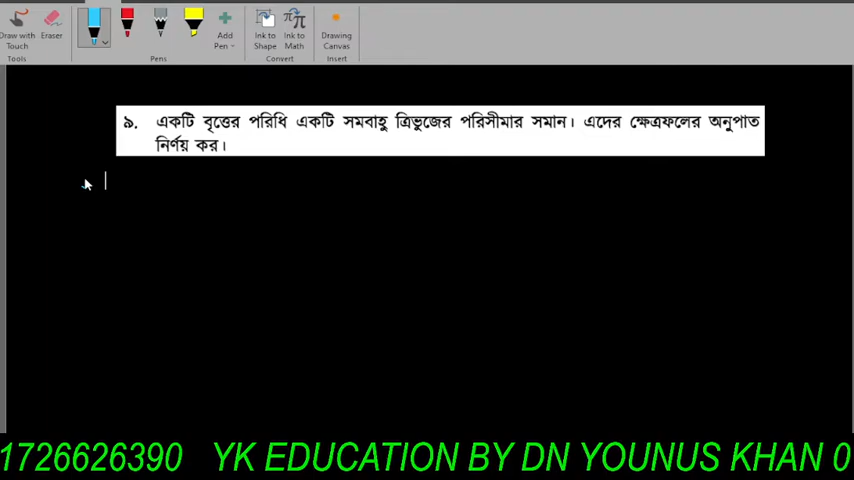 Draw with Touch
Eraser
Add Pen
Ink to Shape
Ink to Math
Drawing Canvas
Tools
Pens
Convert
Insert
৯. একটি বৃত্তের পরিধি একটি সমবাহু ত্রিভুজের পরিসীমার সমান। এদের ক্ষেত্রফলের অনুপাত
নির্ণয় কর।
1726626390 YK EDUCATION BY DN YOUNUS KHAN 0